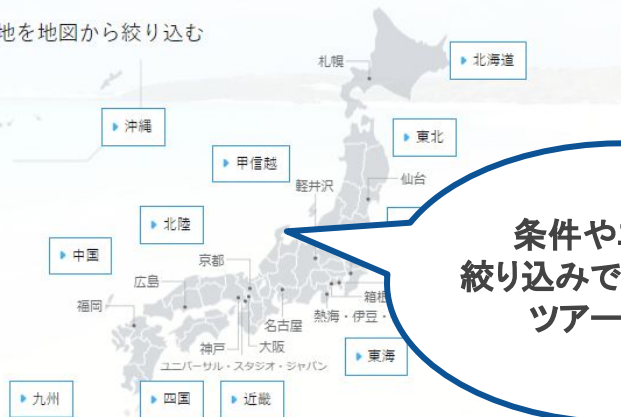 地を地図から絞り込む
札幌
北海道
沖縄
東北
甲信越
仙台
軽井沢
北陸
条件や
中国
京都
絞り込みで
広島
ツアー
福岡
箱根
熱海・伊豆・
名古屋
神戸
大阪
ユニバーサル・スタジオ・ジャパン
東海
九州
四国
近畿